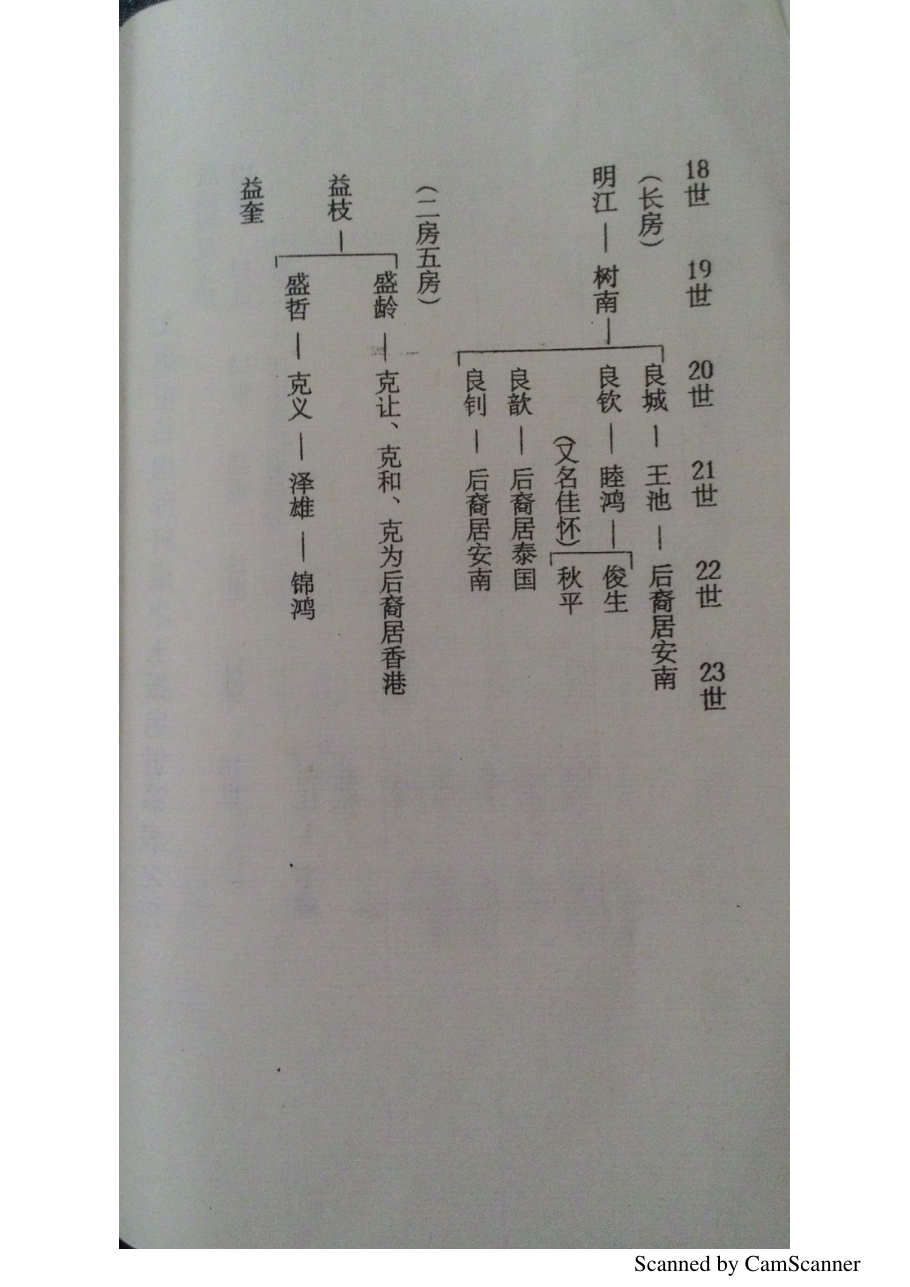 18世 19世 20世 21世 22世 23世
（长房）
明江—树南
良城—王池—后裔居安南
良钦—睦鸿—俊生
（又名佳怀） 秋平
良歆—后裔居泰国
良钊—后裔居安南
（二房五房）
盛龄—克让、克和、克为后裔居香港
益枝
盛哲—克义—泽雄—锦鸿
益奎
Scanned by CamScanner